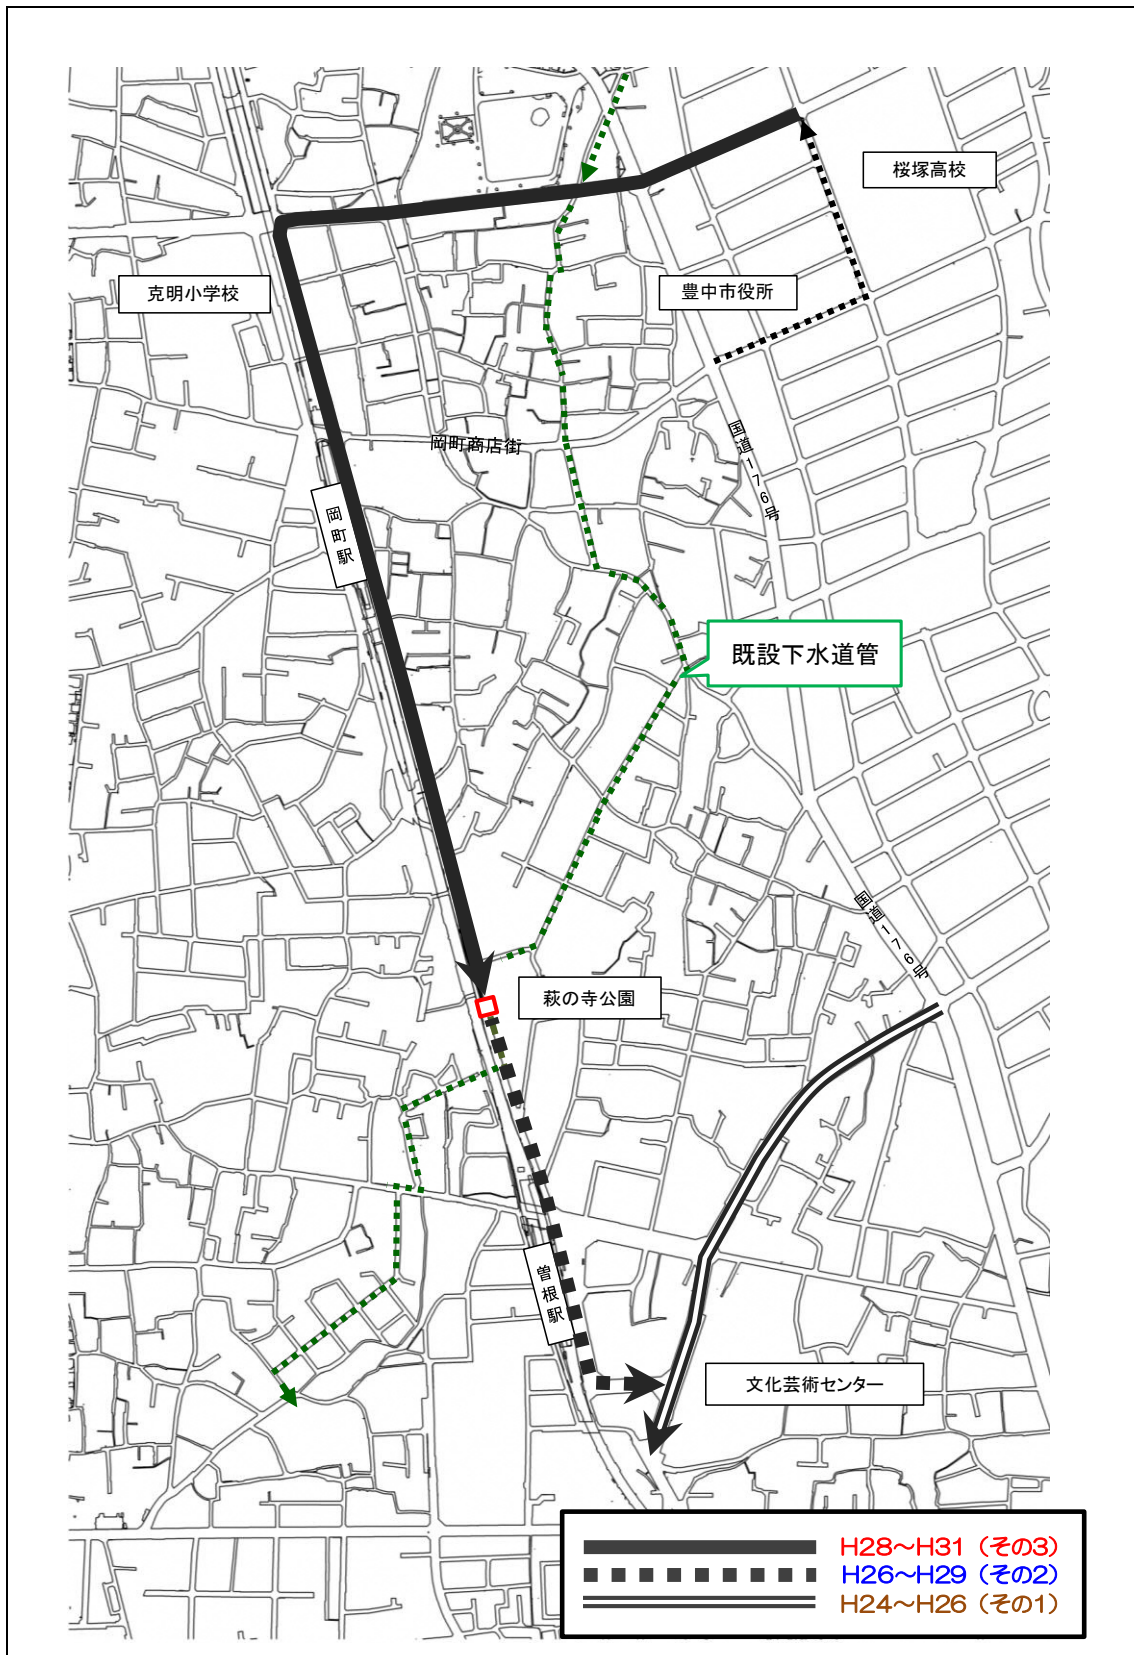 桜塚高校
克明小学校
豊中市役所
岡町商店街
国道176号
岡町駅
既設下水道管
国道176号
萩の寺公園
曽根駅
文化芸術センター
H28～H31（その3）
H26～H29（その2）
H24～H26（その1）